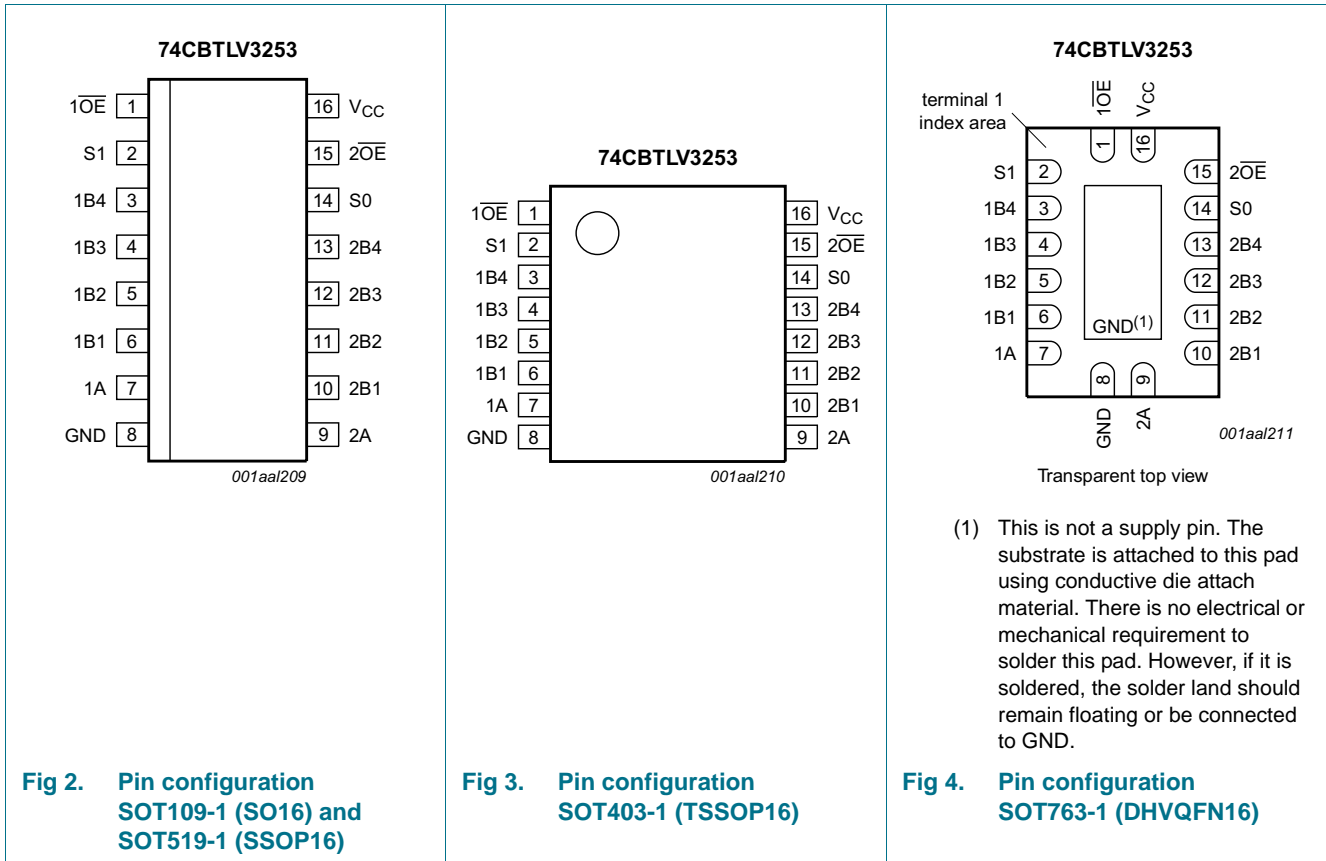 74CBTLV3253
1O̅E̅ 1
16 VCC
S1 2
15 2O̅E̅
1B4 3
14 S0
1B3 4
13 2B4
1B2 5
12 2B3
1B1 6
11 2B2
1A 7
10 2B1
GND 8
9 2A
001aal209
Fig 2. Pin configuration
SOT109-1 (SO16) and
SOT519-1 (SSOP16)
74CBTLV3253
1O̅E̅ 1
16 VCC
S1 2
15 2O̅E̅
1B4 3
14 S0
1B3 4
13 2B4
1B2 5
12 2B3
1B1 6
11 2B2
1A 7
10 2B1
GND 8
9 2A
001aal210
Fig 3. Pin configuration
SOT403-1 (TSSOP16)
74CBTLV3253
terminal 1
index area
1O̅E̅
VCC
1
16
S1 2
15 2O̅E̅
1B4 3
14 S0
1B3 4
13 2B4
1B2 5
12 2B3
1B1 6
11 2B2
GND(1)
1A 7
10 2B1
8
9
GND
2A
001aal211
Transparent top view
(1) This is not a supply pin. The
substrate is attached to this pad
using conductive die attach
material. There is no electrical or
mechanical requirement to
solder this pad. However, if it is
soldered, the solder land should
remain floating or be connected
to GND.
Fig 4. Pin configuration
SOT763-1 (DHVQFN16)